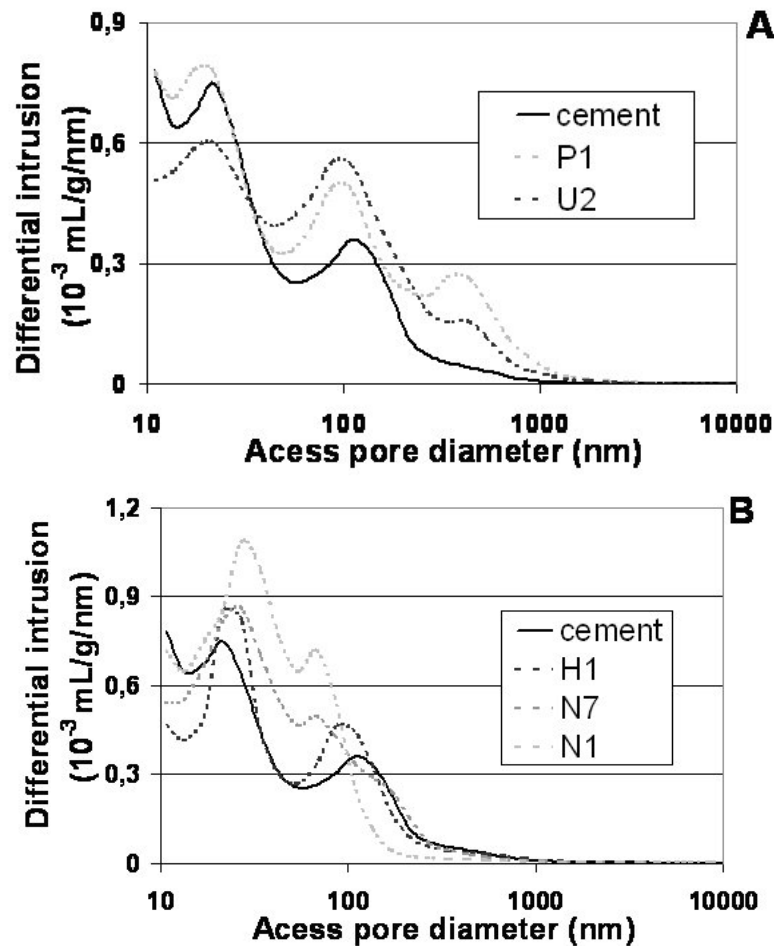 A
Differential intrusion
(10⁻³ mL/g/nm)
0,9
0,6
0,3
0
cement
P1
U2
10
100
1000
10000
Acess pore diameter (nm)
B
Differential intrusion
(10⁻³ mL/g/nm)
1,2
0,9
0,6
0,3
0
cement
H1
N7
N1
10
100
1000
10000
Acess pore diameter (nm)